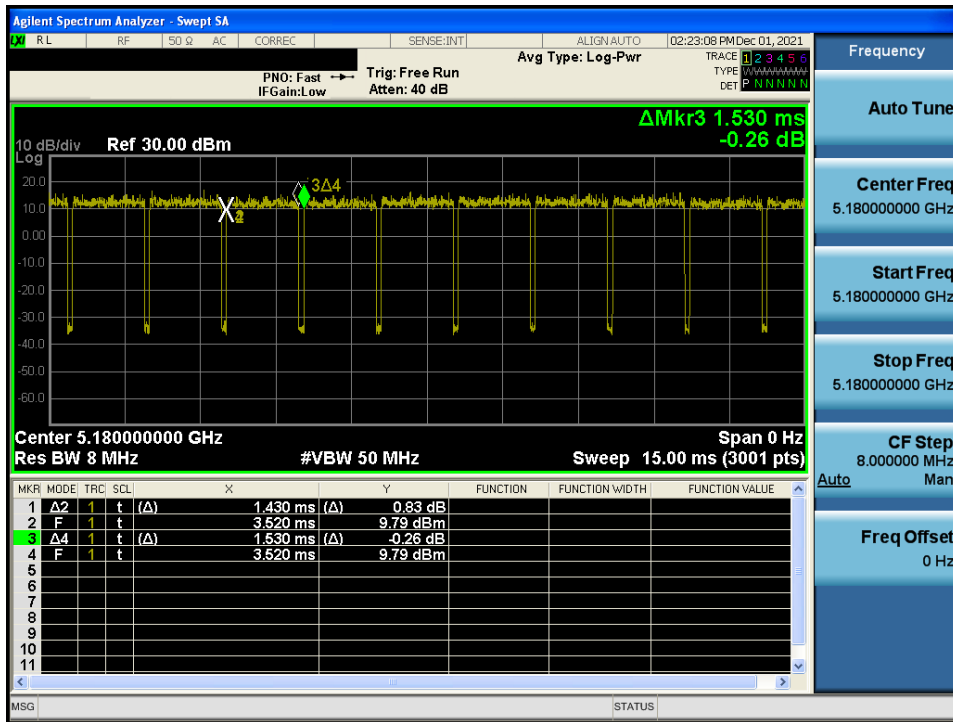 Agilent Spectrum Analyzer - Swept SA
LXI RL RF 50 Ω AC CORREC SENSE:INT ALIGN AUTO 02:23:08 PM Dec 01, 2021
Frequency
Avg Type: Log-Pwr TRACE 1 2 3 4 5 6
PNO: Fast Trig: Free Run TYPE
IFGain:Low Atten: 40 dB DET P N N N N N
Auto Tune
ΔMkr3 1.530 ms
10 dB/div Ref 30.00 dBm -0.26 dB
Log
20.0
3Δ4
10.0
0.00
-10.0
-20.0
-30.0
-40.0
-50.0
-60.0
Center Freq
5.180000000 GHz
Start Freq
5.180000000 GHz
Stop Freq
5.180000000 GHz
Center 5.180000000 GHz Span 0 Hz
Res BW 8 MHz #VBW 50 MHz Sweep 15.00 ms (3001 pts)
CF Step
8.000000 MHz
Auto Man
Freq Offset
0 Hz
MKR MODE TRC SCL X Y FUNCTION FUNCTION WIDTH FUNCTION VALUE
1 Δ2 1 t (Δ) 1.430 ms (Δ) 0.83 dB
2 F 1 t 3.520 ms 9.79 dBm
3 Δ4 1 t (Δ) 1.530 ms (Δ) -0.26 dB
4 F 1 t 3.520 ms 9.79 dBm
5
6
7
8
9
10
11
MSG STATUS